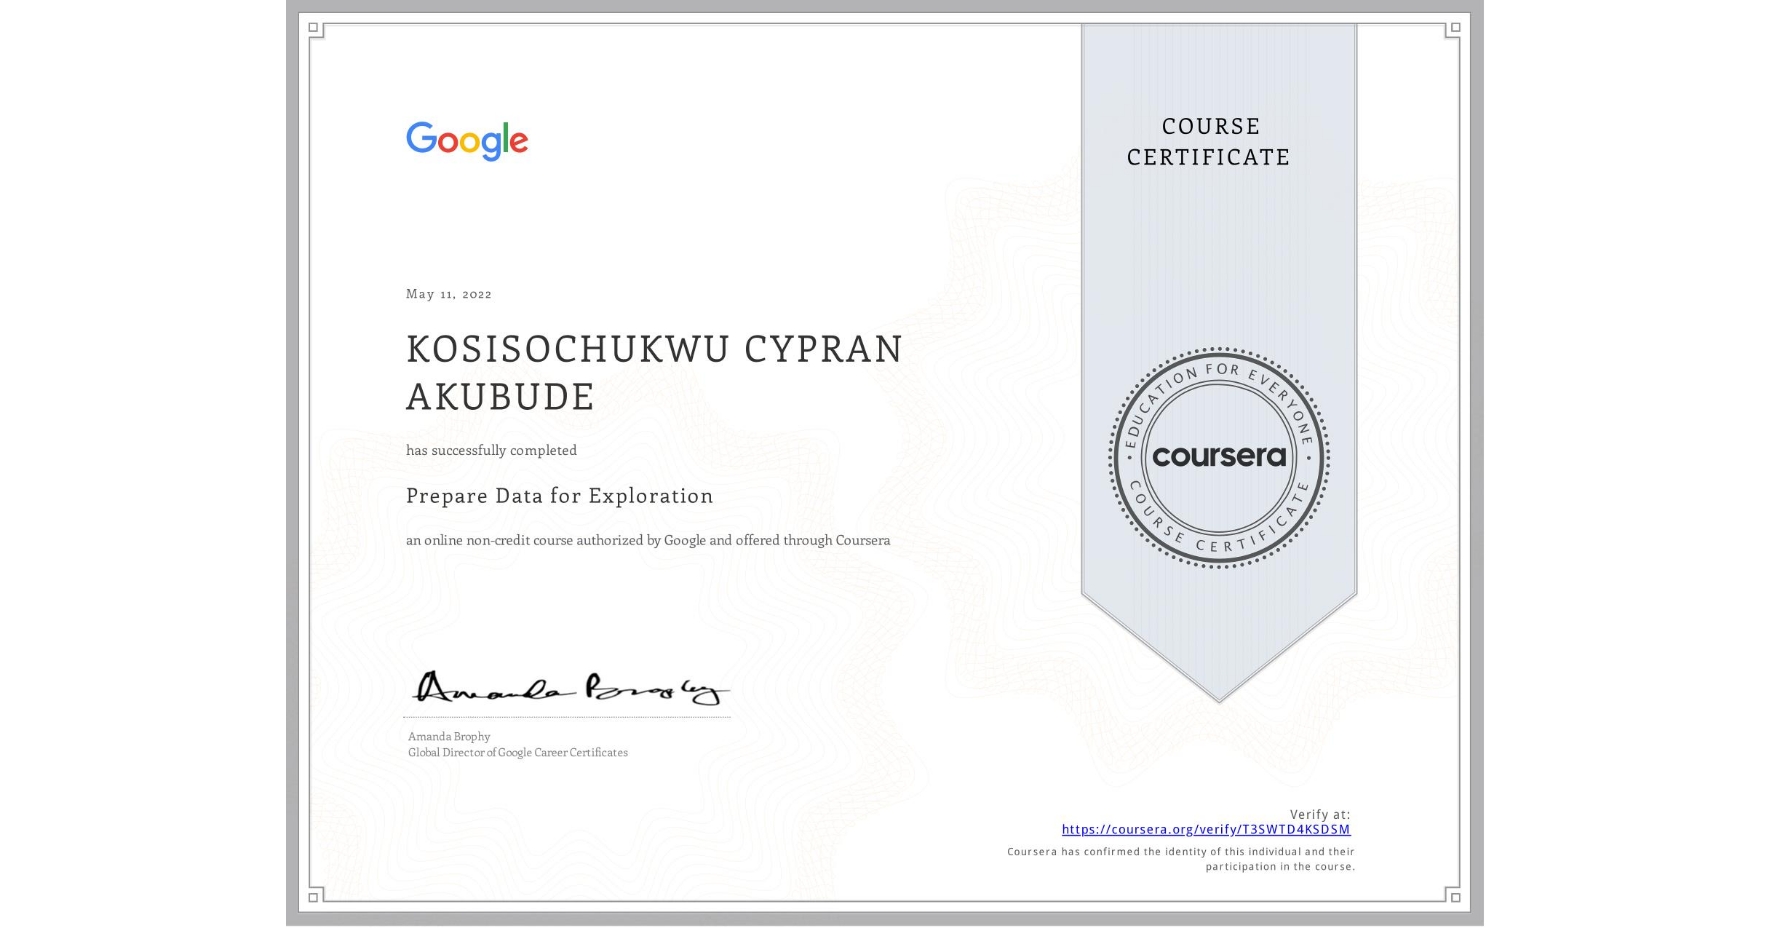 Google
COURSE
CERTIFICATE
May 11, 2022
KOSISOCHUKWU CYPRAN
AKUBUDE
has successfully completed
Prepare Data for Exploration
an online non-credit course authorized by Google and offered through Coursera
EDUCATION FOR EVERYONE
coursera
COURSE CERTIFICATE
Amanda Brophy
Amanda Brophy
Global Director of Google Career Certificates
Verify at:
https://coursera.org/verify/T3SWTD4KSDSM
Coursera has confirmed the identity of this individual and their
participation in the course.